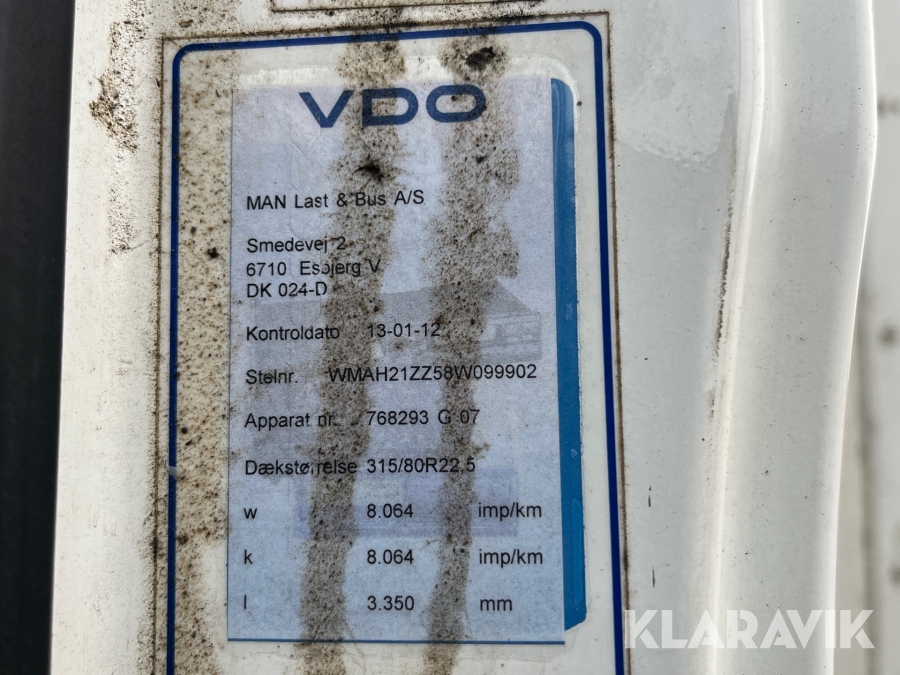 VDO
MAN Last & Bus A/S
Smedevej 2
6710 Esbjerg V
DK 024-D
Kontroldato 13-01-12
Stelnr. WMAH21ZZ58W099902
Apparat nr. 768293 G 07
Dækstørrelse 315/80R22,5
w 8.064 imp/km
k 8.064 imp/km
l 3.350 mm
KLARAVIK